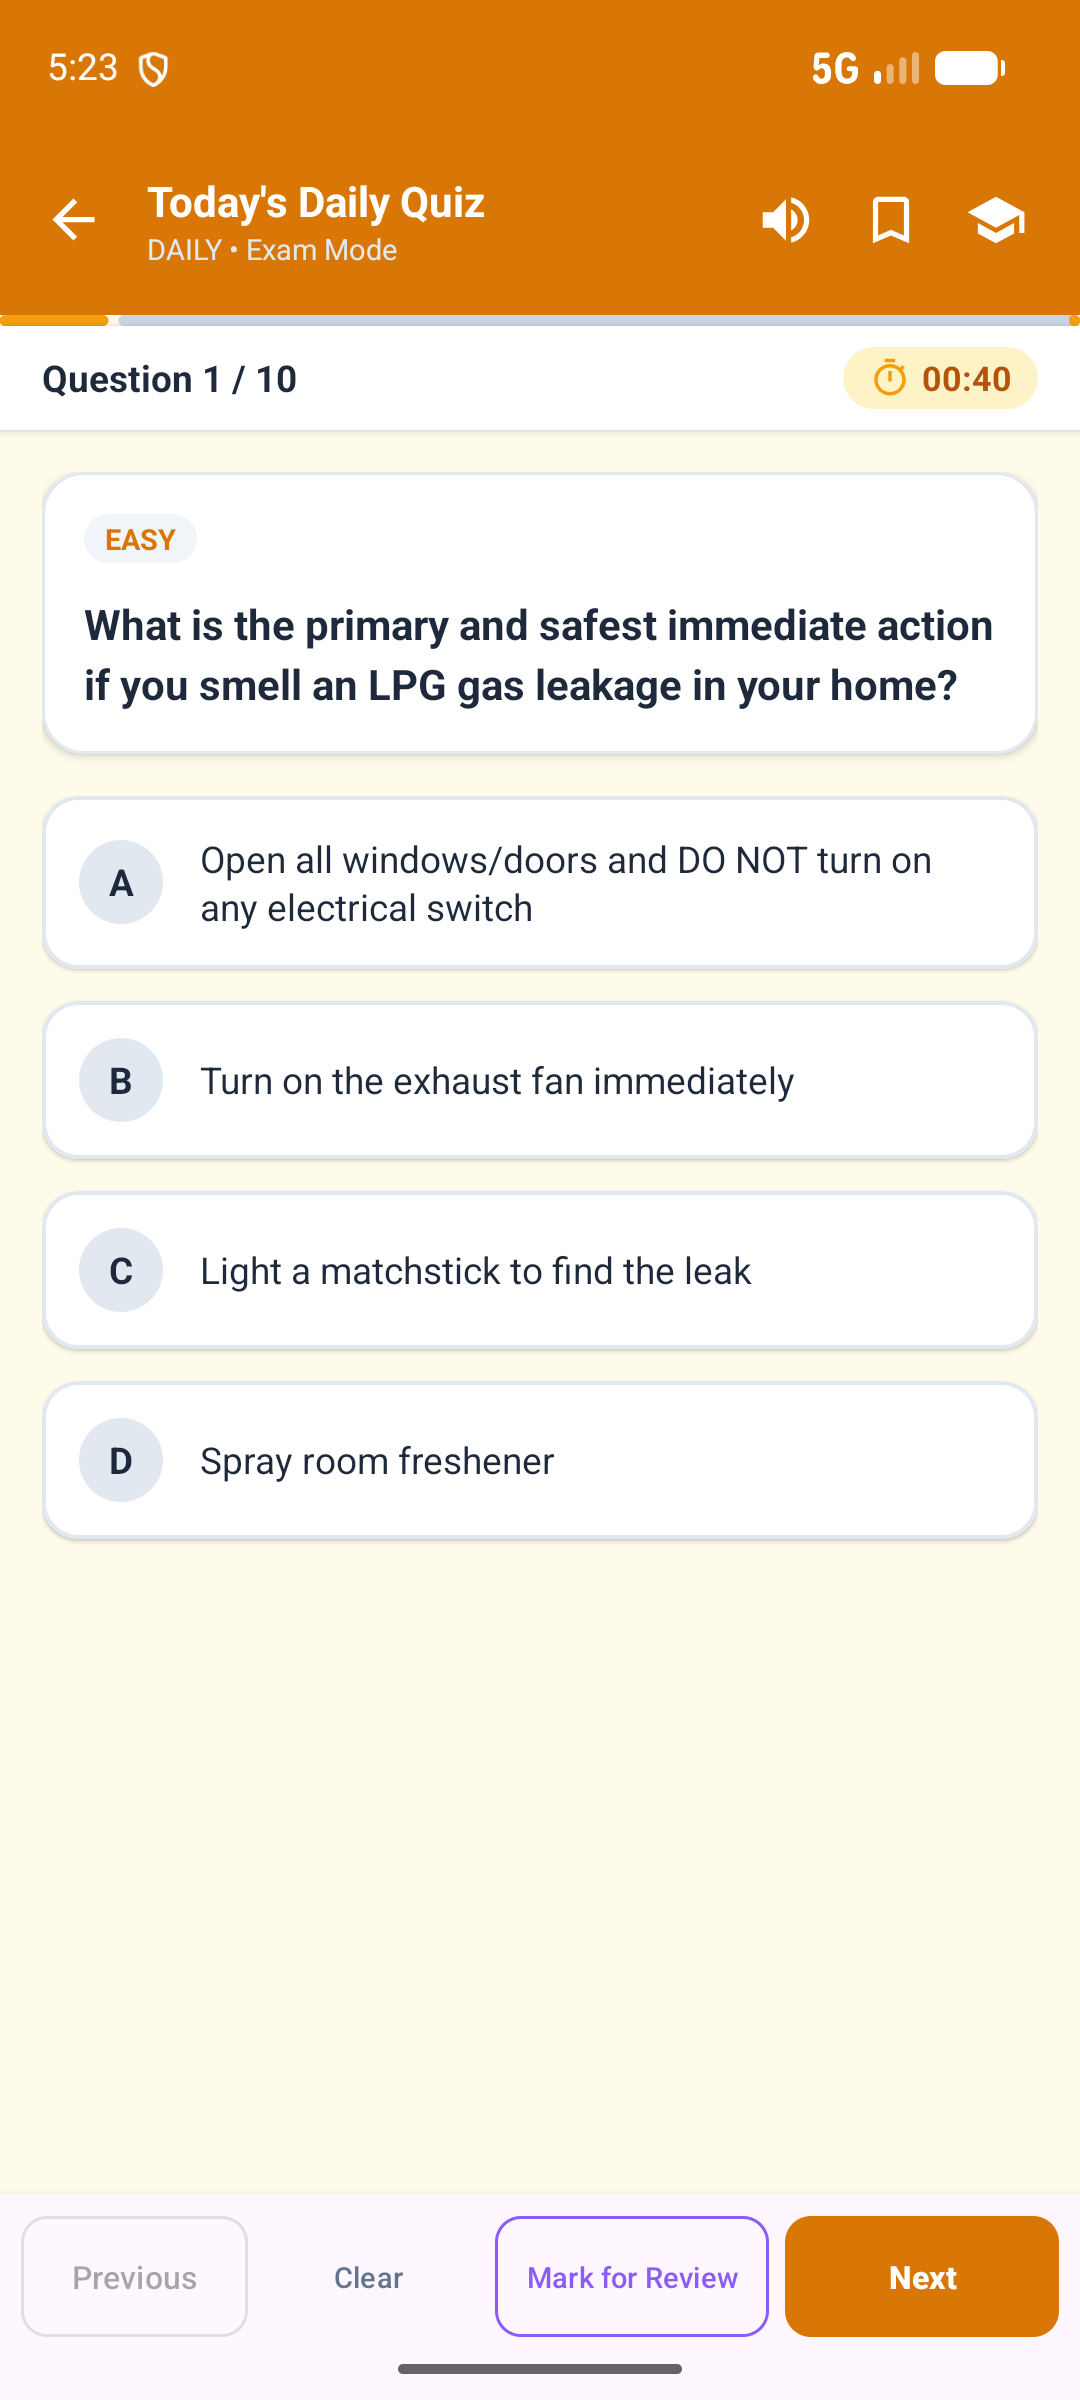 5:23
5G
Today's Daily Quiz
DAILY • Exam Mode
Question 1 / 10
00:40
EASY
What is the primary and safest immediate action
if you smell an LPG gas leakage in your home?
A
Open all windows/doors and DO NOT turn on
any electrical switch
B
Turn on the exhaust fan immediately
C
Light a matchstick to find the leak
D
Spray room freshener
Previous
Clear
Mark for Review
Next